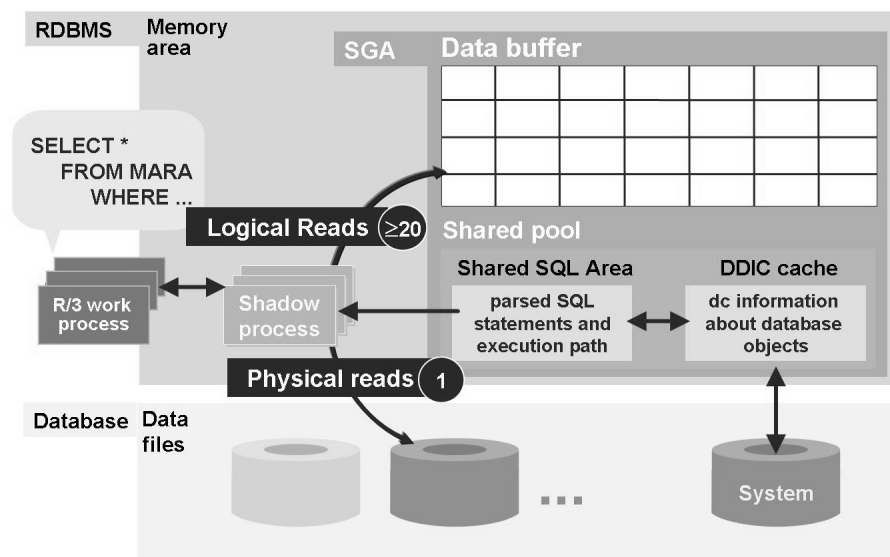 RDBMS
Memory
area
SGA
Data buffer
SELECT *
FROM MARA
WHERE ...
Logical Reads ≥20
Shared pool
Shared SQL Area
DDIC cache
R/3 work
process
Shadow
process
parsed SQL
statements and
execution path
dc information
about database
objects
Physical reads 1
Database
Data
files
...
System